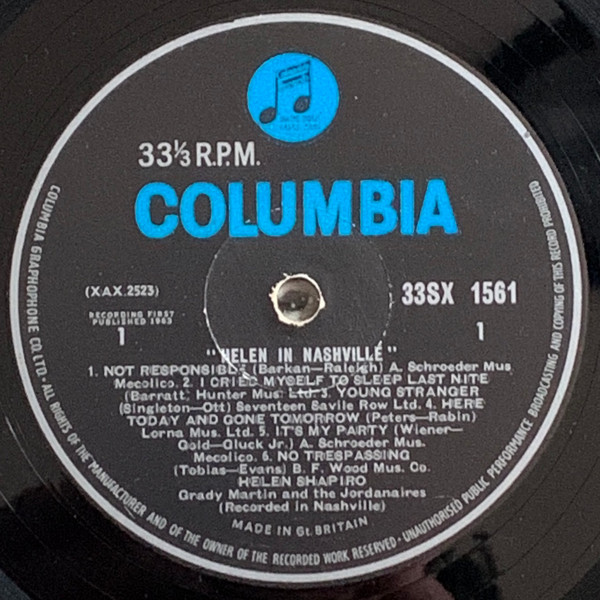 33⅓ R.P.M.
COLUMBIA
(XAX.2523)
33SX 1561
RECORDING FIRST
PUBLISHED 1963
1
1
"HELEN IN NASHVILLE"
1. NOT RESPONSIBLE (Barkan—Raleigh) A. Schroeder Mus.
Mecolico. 2. I CRIED MYSELF TO SLEEP LAST NITE
(Barratt) Hunter Mus. Ltd. 3. YOUNG STRANGER
(Singleton—Ott) Seventeen Savile Row Ltd. 4. HERE
TODAY AND GONE TOMORROW (Peters—Rabin)
Lorna Mus. Ltd. 5. IT'S MY PARTY (Wiener—
Gold—Gluck Jr.) A. Schroeder Mus.
Mecolico. 6. NO TRESPASSING
(Tobias—Evans) B. F. Wood Mus. Co.
HELEN SHAPIRO
Grady Martin and the Jordanaires
(Recorded in Nashville)
MADE IN Gt. BRITAIN
COLUMBIA GRAPHOPHONE CO. LTD. - ALL RIGHTS OF THE MANUFACTURER AND OF THE OWNER OF THE RECORDED WORK RESERVED - UNAUTHORISED PUBLIC PERFORMANCE BROADCASTING AND COPYING OF THIS RECORD PROHIBITED